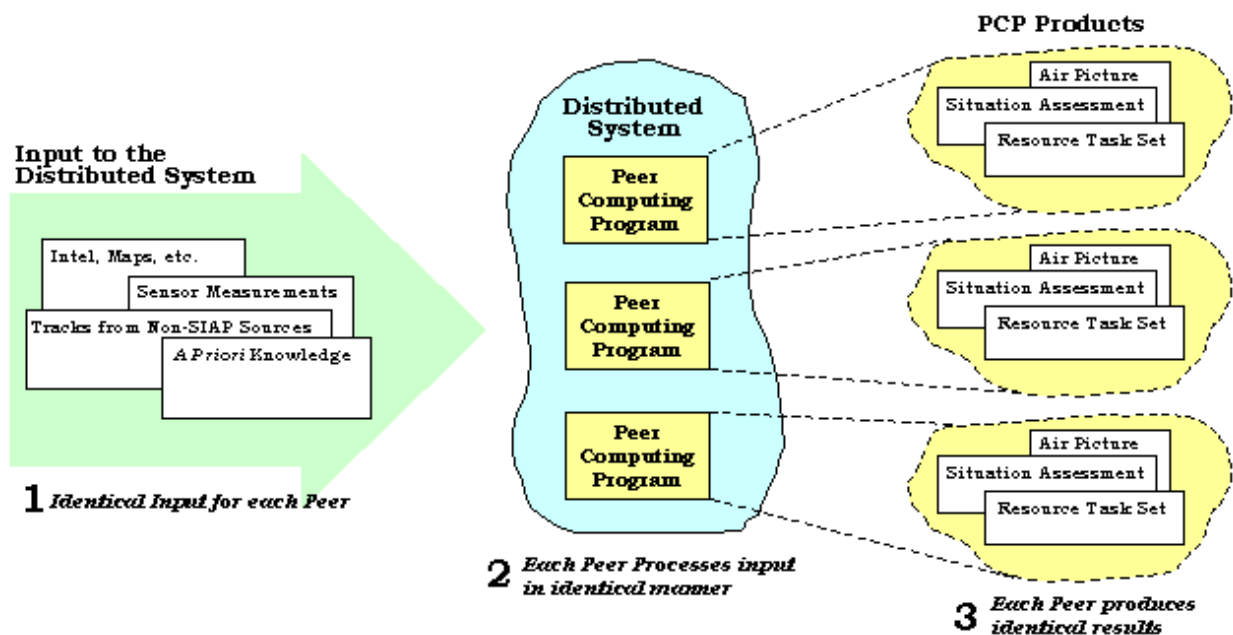 PCP Products
Input to the
Distributed System
Intel, Maps, etc.
Sensor Measurements
Tracks from Non-SIAP Sources
A Priori Knowledge
1 Identical Input for each Peer
Distributed
System
Peer
Computing
Program
Peer
Computing
Program
Peer
Computing
Program
2 Each Peer Processes input
in identical manner
Air Picture
Situation Assessment
Resource Task Set
Air Picture
Situation Assessment
Resource Task Set
Air Picture
Situation Assessment
Resource Task Set
3 Each Peer produces
identical results